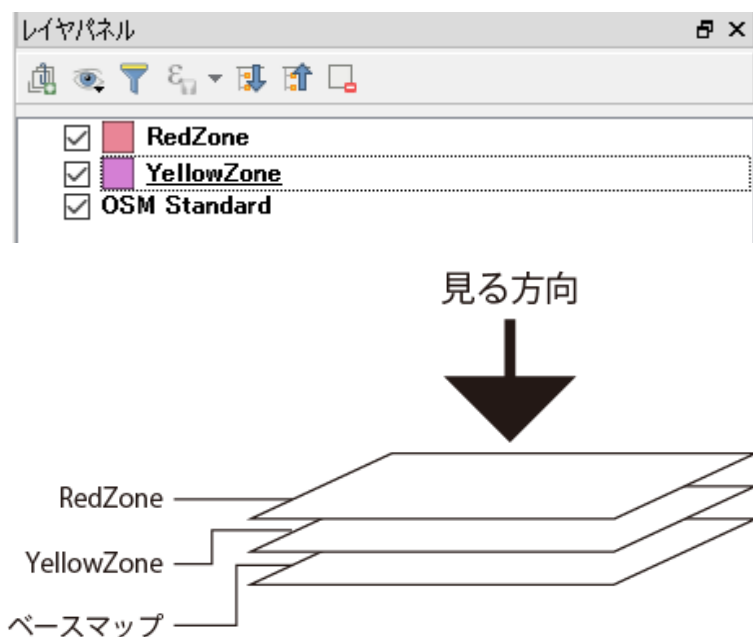 レイヤパネル
RedZone
YellowZone
OSM Standard
見る方向
RedZone
YellowZone
ベースマップ